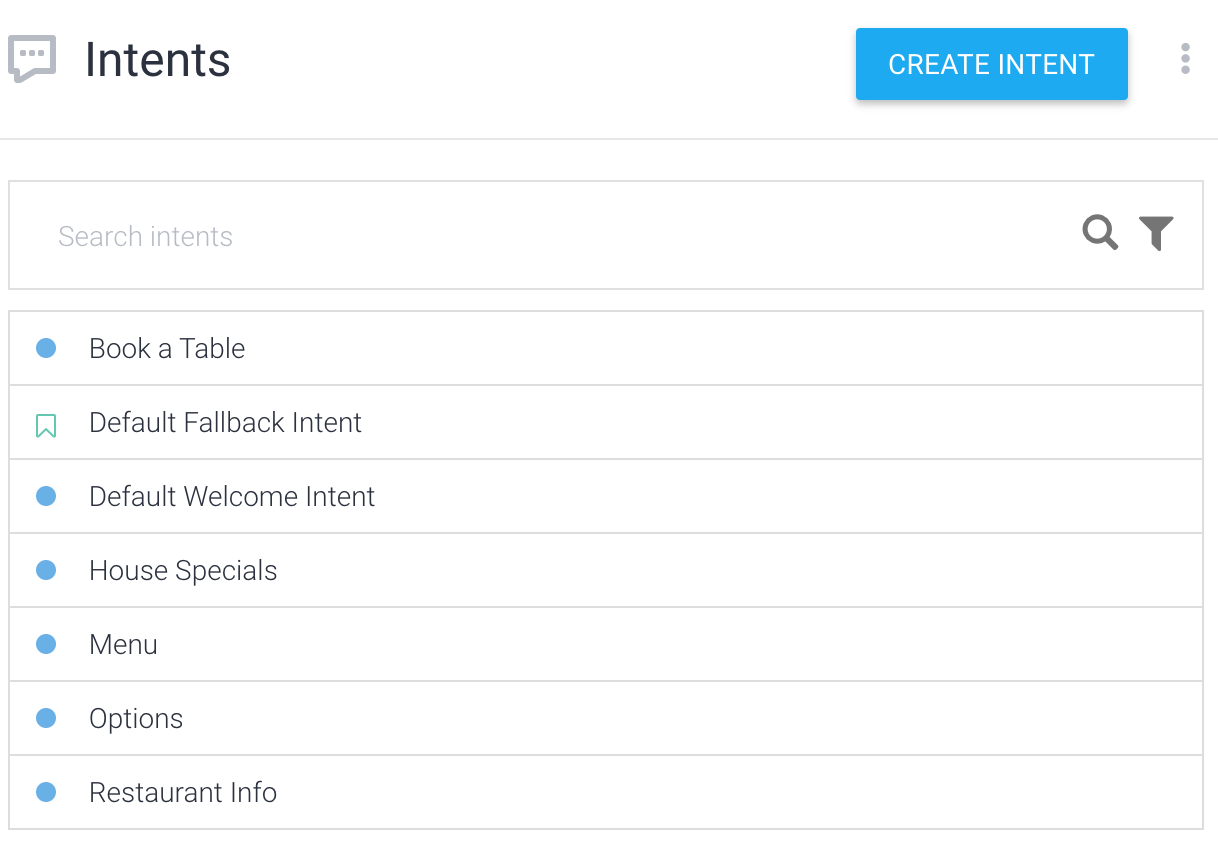 Intents
CREATE INTENT
Search intents
Book a Table
Default Fallback Intent
Default Welcome Intent
House Specials
Menu
Options
Restaurant Info